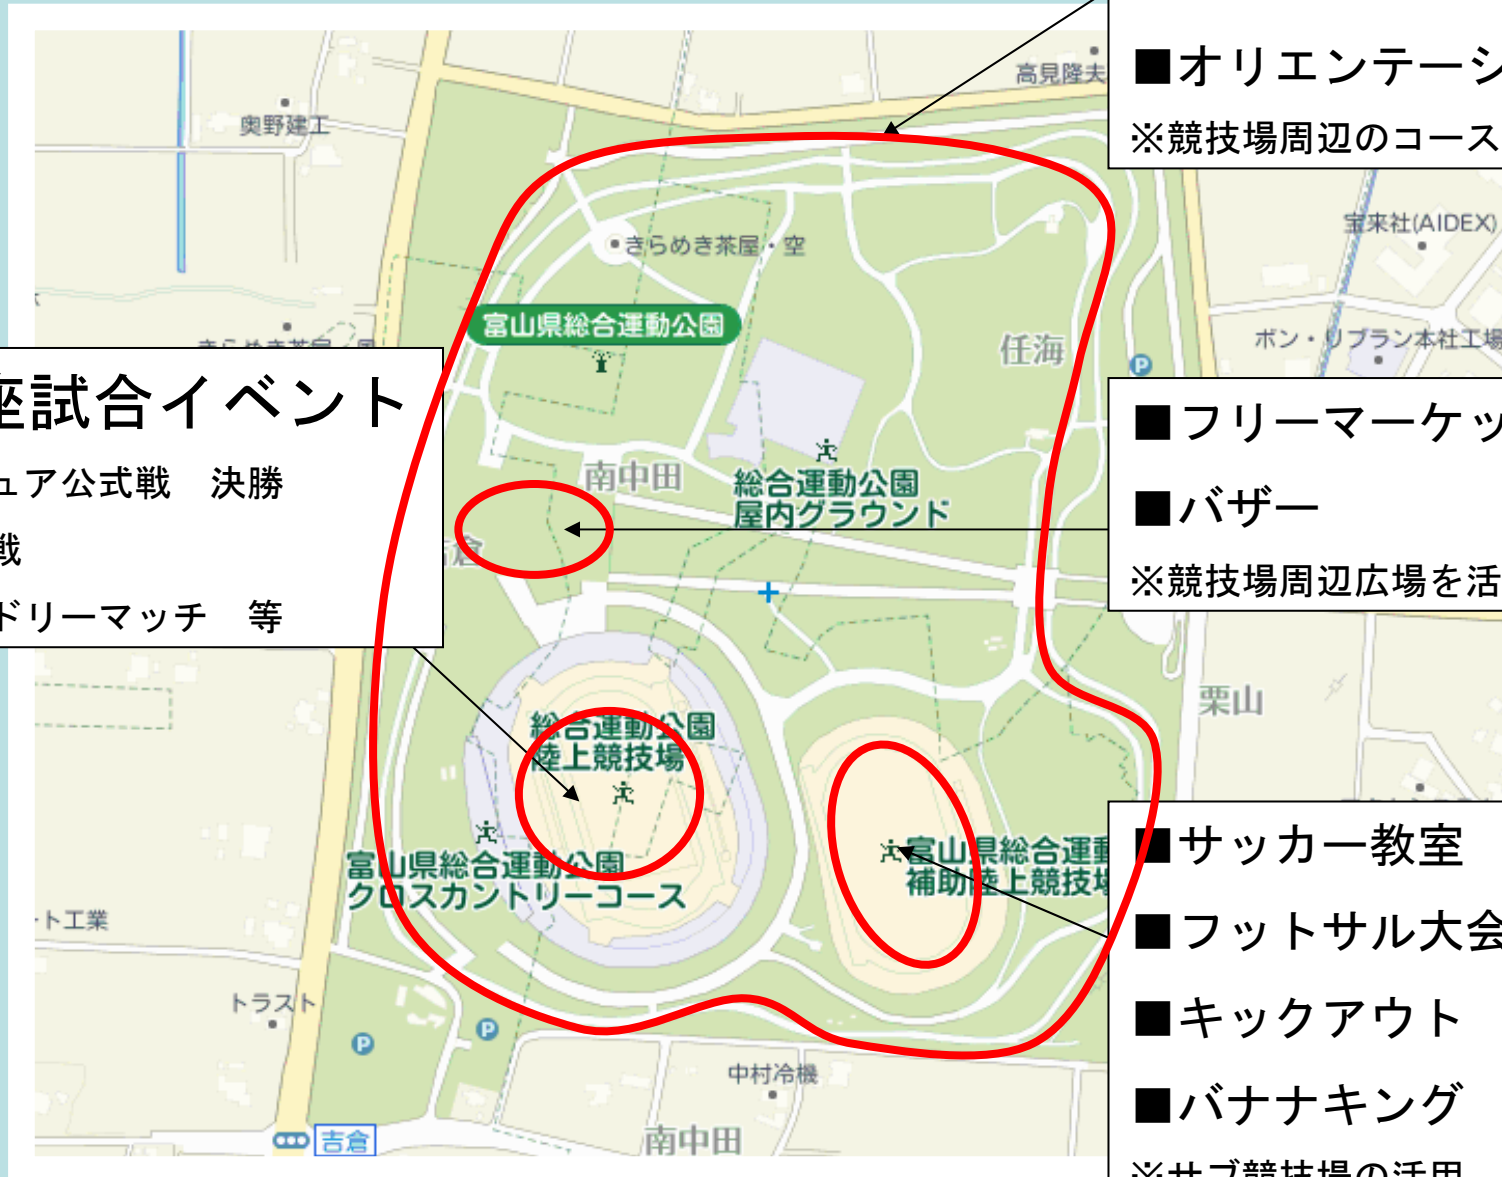 ■オリエンテーシ
※競技場周辺のコース
高見隆夫
奥野建工
宝来社(AIDEX)
きらめき茶屋・空
富山県総合運動公園
任海
ボン・リブラン本社工場
P
座試合イベント
ュア公式戦　決勝
戦
ドリーマッチ　等
■フリーマーケッ
■バザー
※競技場周辺広場を活
南中田
総合運動公園
屋内グラウンド
倉
栗山
総合運動公園
陸上競技場
富山県総合運動公園
クロスカントリーコース
富山県総合運動
補助陸上競技場
■サッカー教室
■フットサル大会
■キックアウト
■バナナキング
※サブ競技場の活用
ト工業
トラスト
P
P
中村冷機
南中田
吉倉